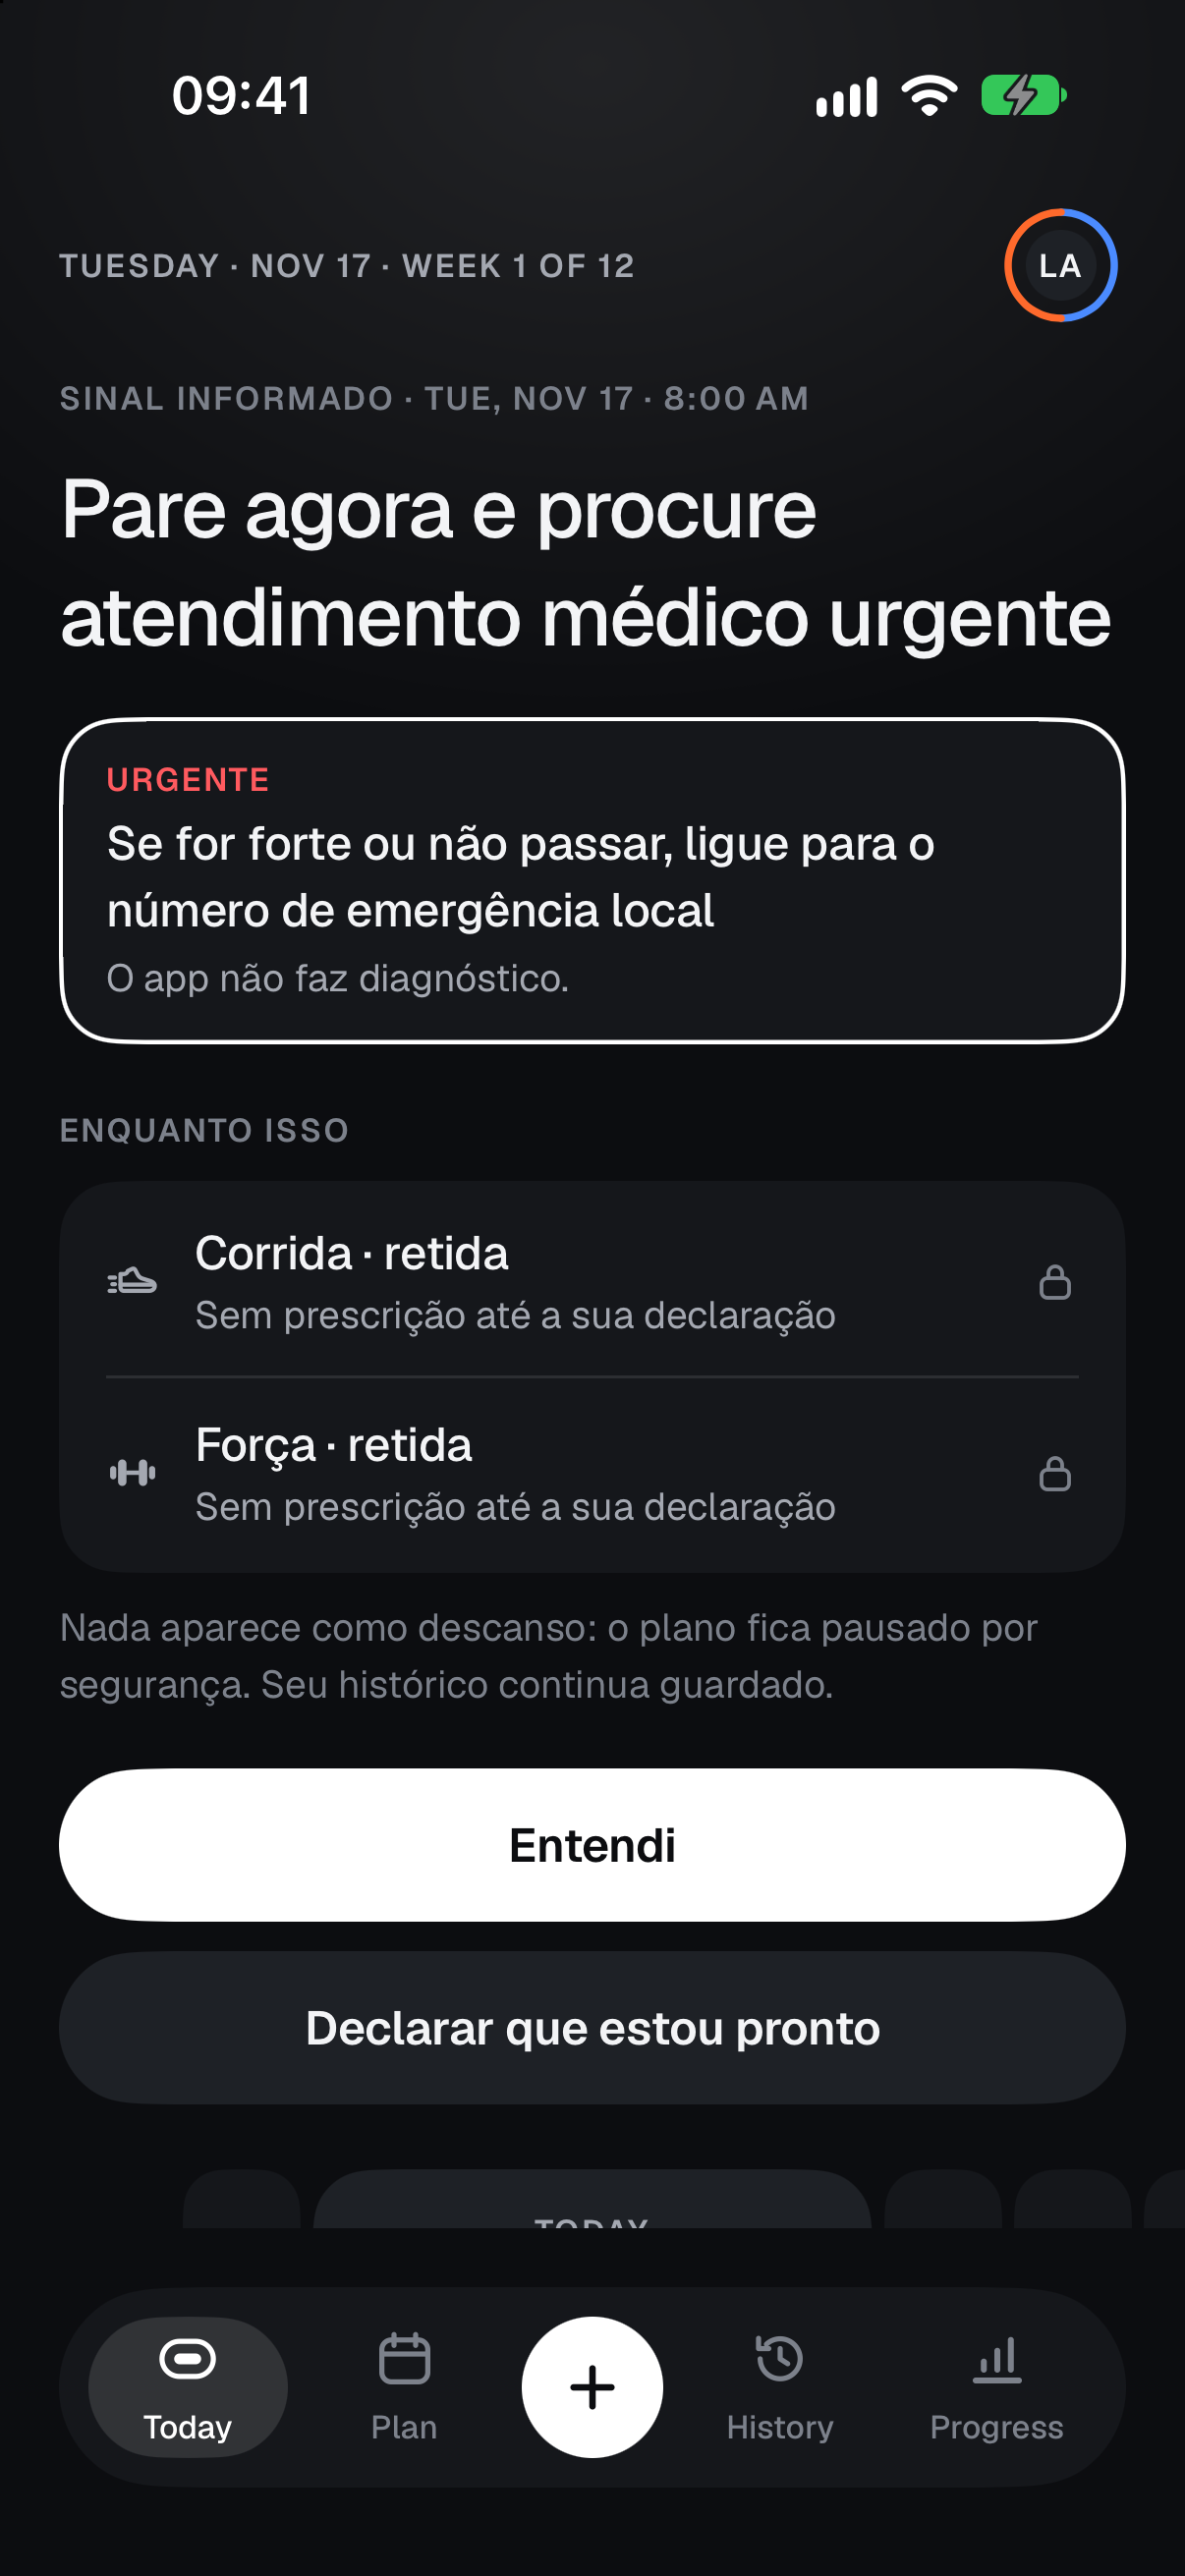 09:41
TUESDAY · NOV 17 · WEEK 1 OF 12
LA
SINAL INFORMADO · TUE, NOV 17 · 8:00 AM
Pare agora e procure
atendimento médico urgente
URGENTE
Se for forte ou não passar, ligue para o
número de emergência local
O app não faz diagnóstico.
ENQUANTO ISSO
Corrida · retida
Sem prescrição até a sua declaração
Força · retida
Sem prescrição até a sua declaração
Nada aparece como descanso: o plano fica pausado por
segurança. Seu histórico continua guardado.
Entendi
Declarar que estou pronto
TODAY
Today
Plan
History
Progress